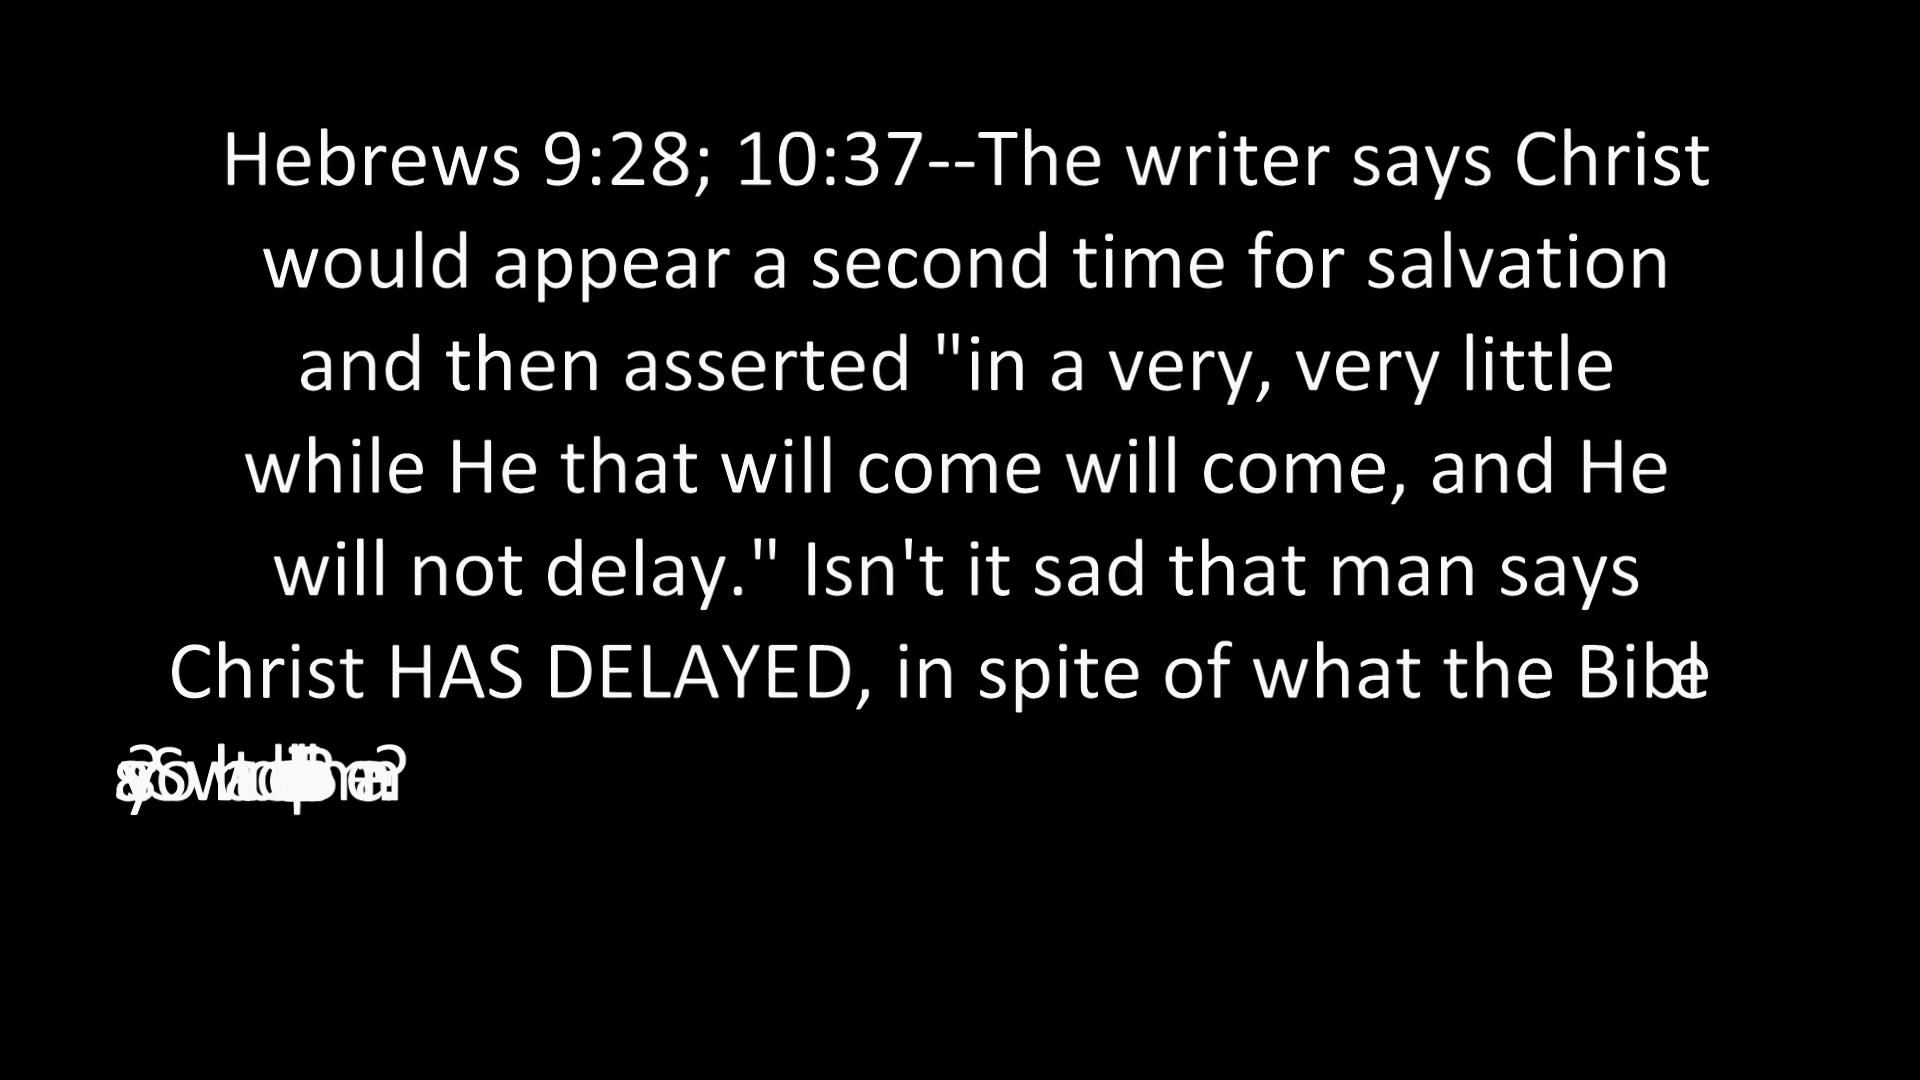 Hebrews 9:28; 10:37--The writer says Christ
would appear a second time for salvation
and then asserted "in a very, very little
while He that will come will come, and He
will not delay." Isn't it sad that man says
Christ HAS DELAYED, in spite of what the Bible